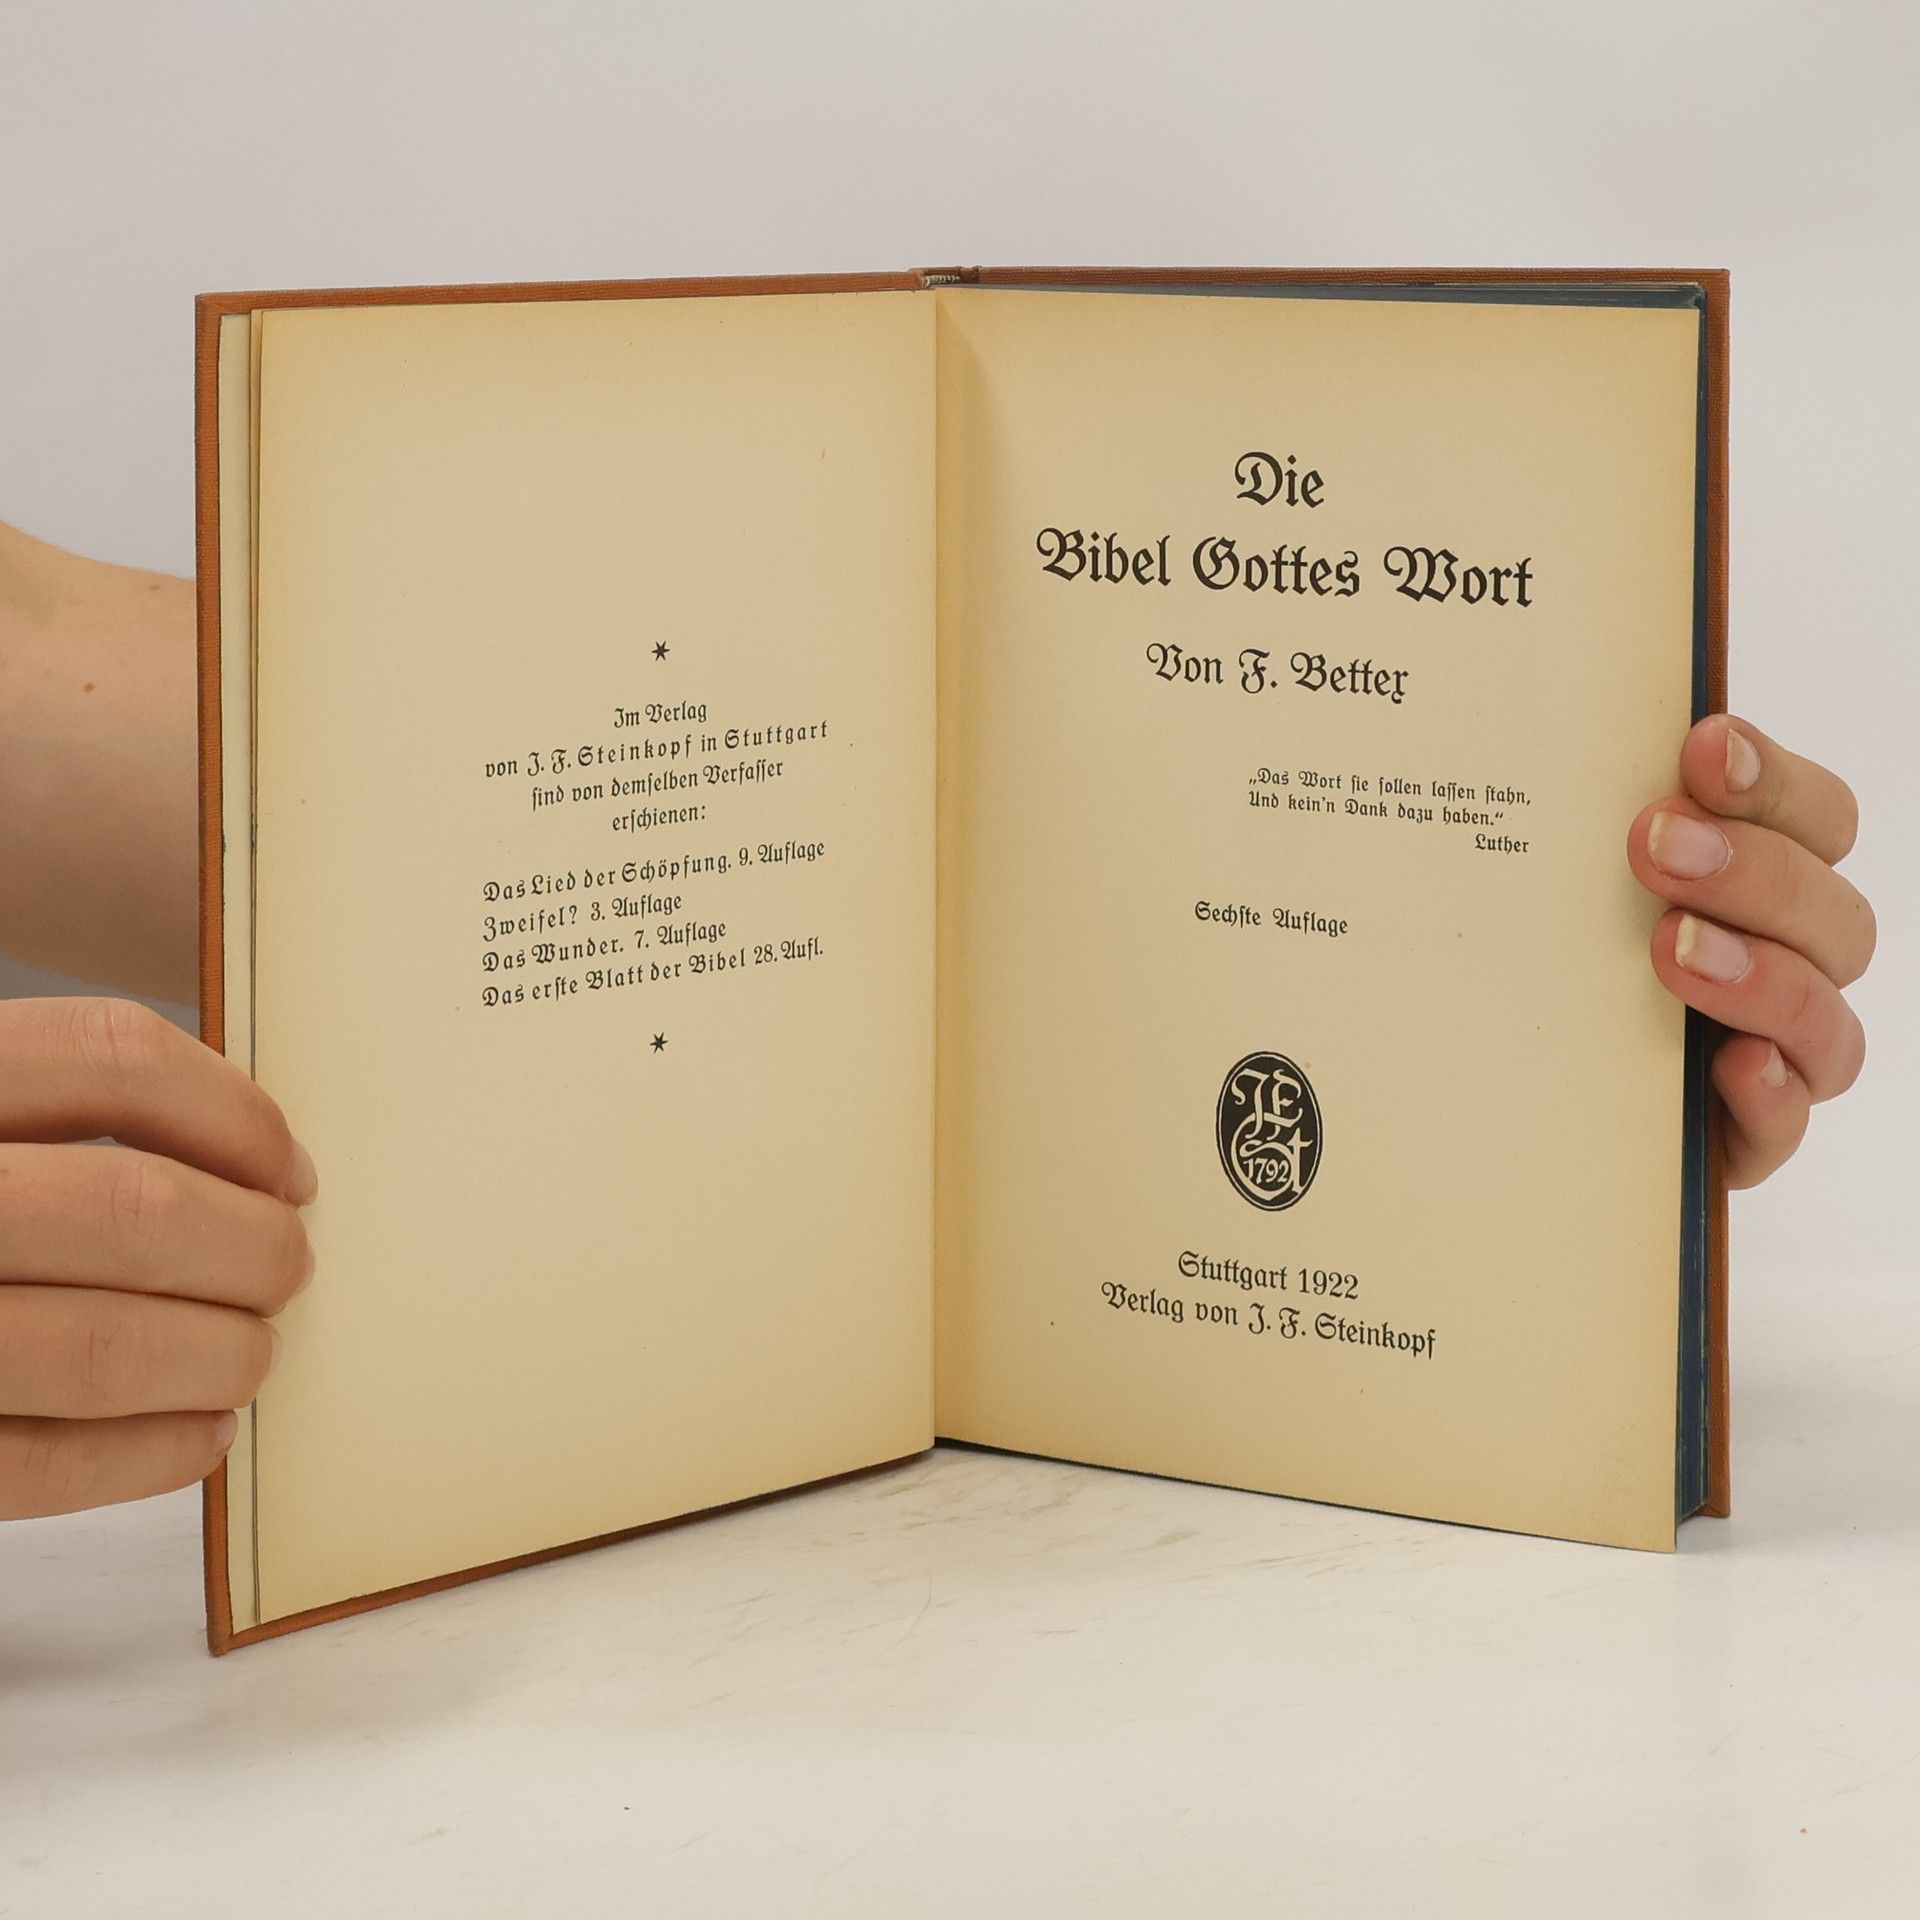 *
Im Verlag
von J. F. Steinkopf in Stuttgart
ſind von demſelben Verfaſſer
erſchienen:
Das Lied der Schöpfung. 9. Auflage
Zweifel? 3. Auflage
Das Wunder. 7. Auflage
Das erſte Blatt der Bibel 28. Aufl.
*
Die
Bibel Gottes Wort
Von F. Bettex
„Das Wort ſie ſollen laſſen ſtahn,
Und kein'n Dank dazu haben.“
Luther
Sechſte Auflage
JF
St
1792
Stuttgart 1922
Verlag von J. F. Steinkopf